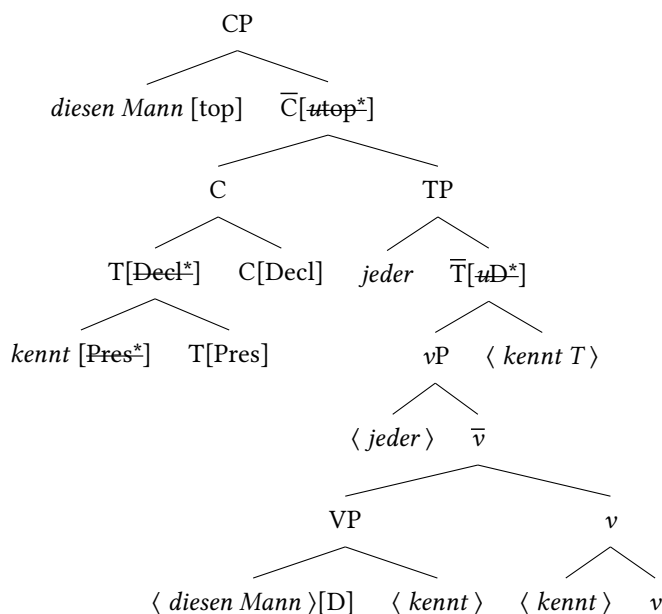 CP
diesen Mann [top] C̅[utop*]
C TP
T[Decl*] C[Decl] jeder T̅[uD*]
kennt [Pres*] T[Pres] vP ⟨ kennt T ⟩
⟨ jeder ⟩ v̅
VP v
⟨ diesen Mann ⟩[D] ⟨ kennt ⟩ ⟨ kennt ⟩ v